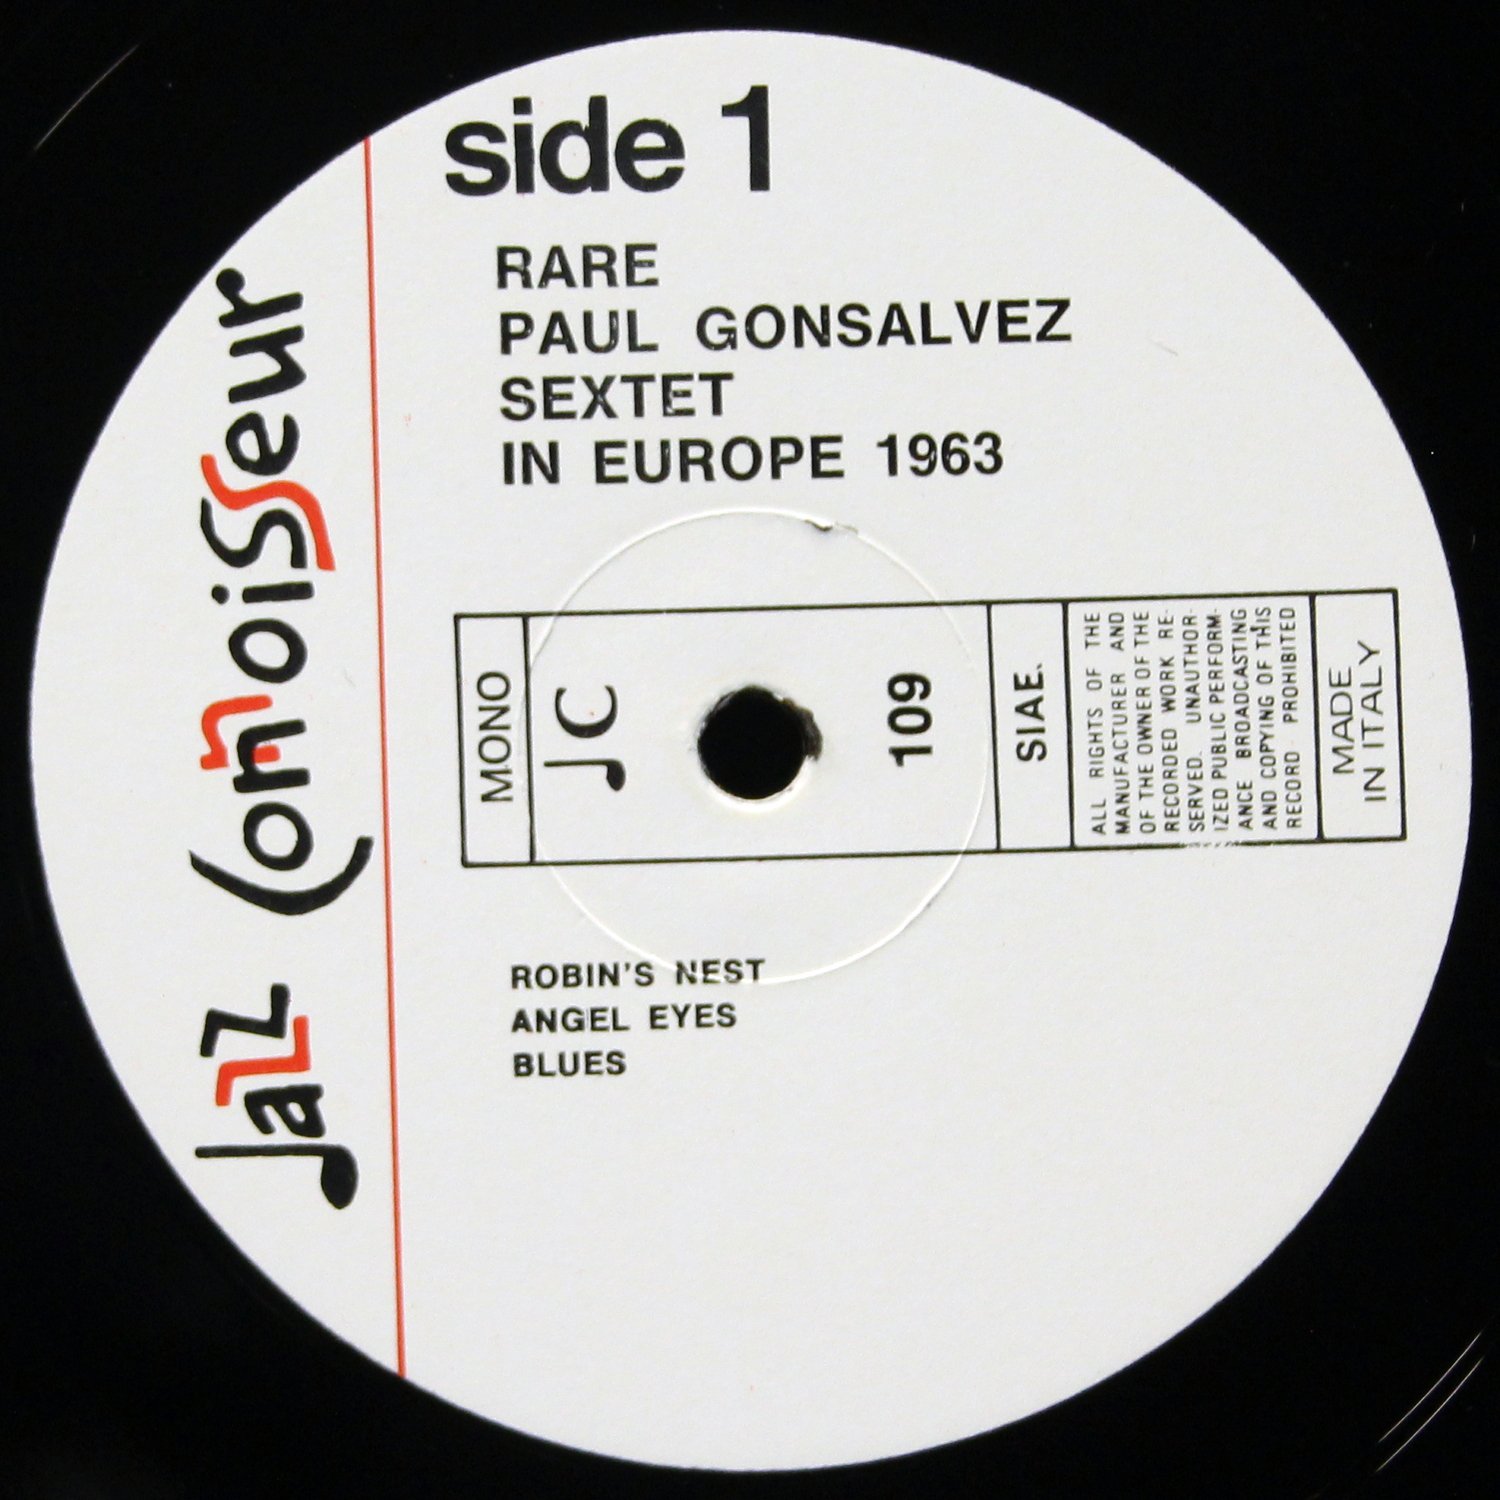 side 1
RARE
PAUL GONSALVEZ
SEXTET
IN EUROPE 1963
Jazz Connoisseur
MONO
JC
109
SIAE.
ALL RIGHTS OF THE
MANUFACTURER AND
OF THE OWNER OF THE
RECORDED WORK RE-
SERVED. UNAUTHOR-
IZED PUBLIC PERFORM-
ANCE BROADCASTING
AND COPYING OF THIS
RECORD PROHIBITED
MADE
IN ITALY
ROBIN'S NEST
ANGEL EYES
BLUES